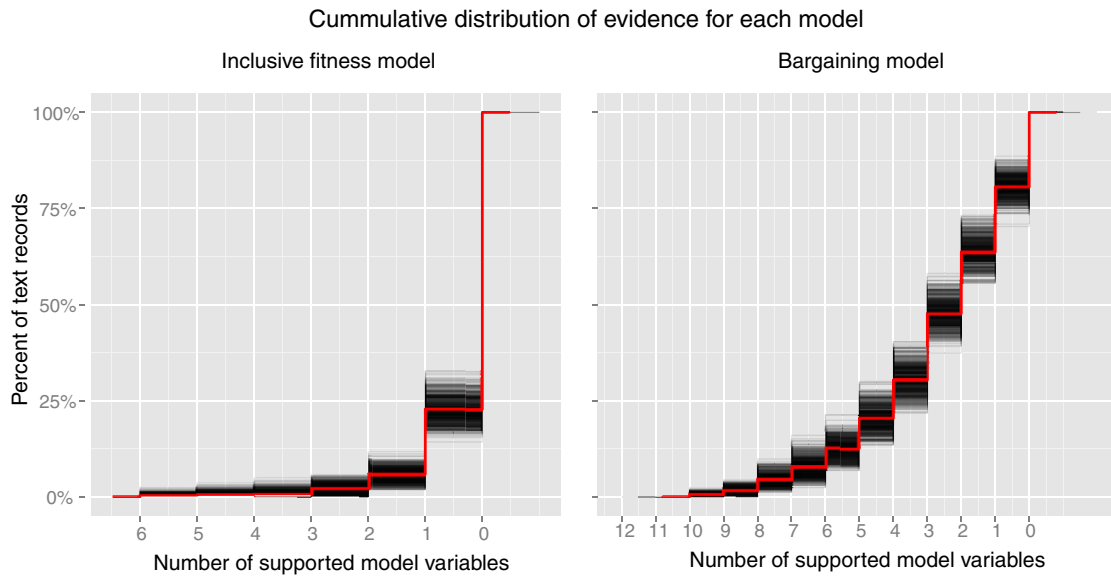 Cummulative distribution of evidence for each model
Inclusive fitness model
Bargaining model
Percent of text records
100%
75%
50%
25%
0%
6 5 4 3 2 1 0
12 11 10 9 8 7 6 5 4 3 2 1 0
Number of supported model variables
Number of supported model variables